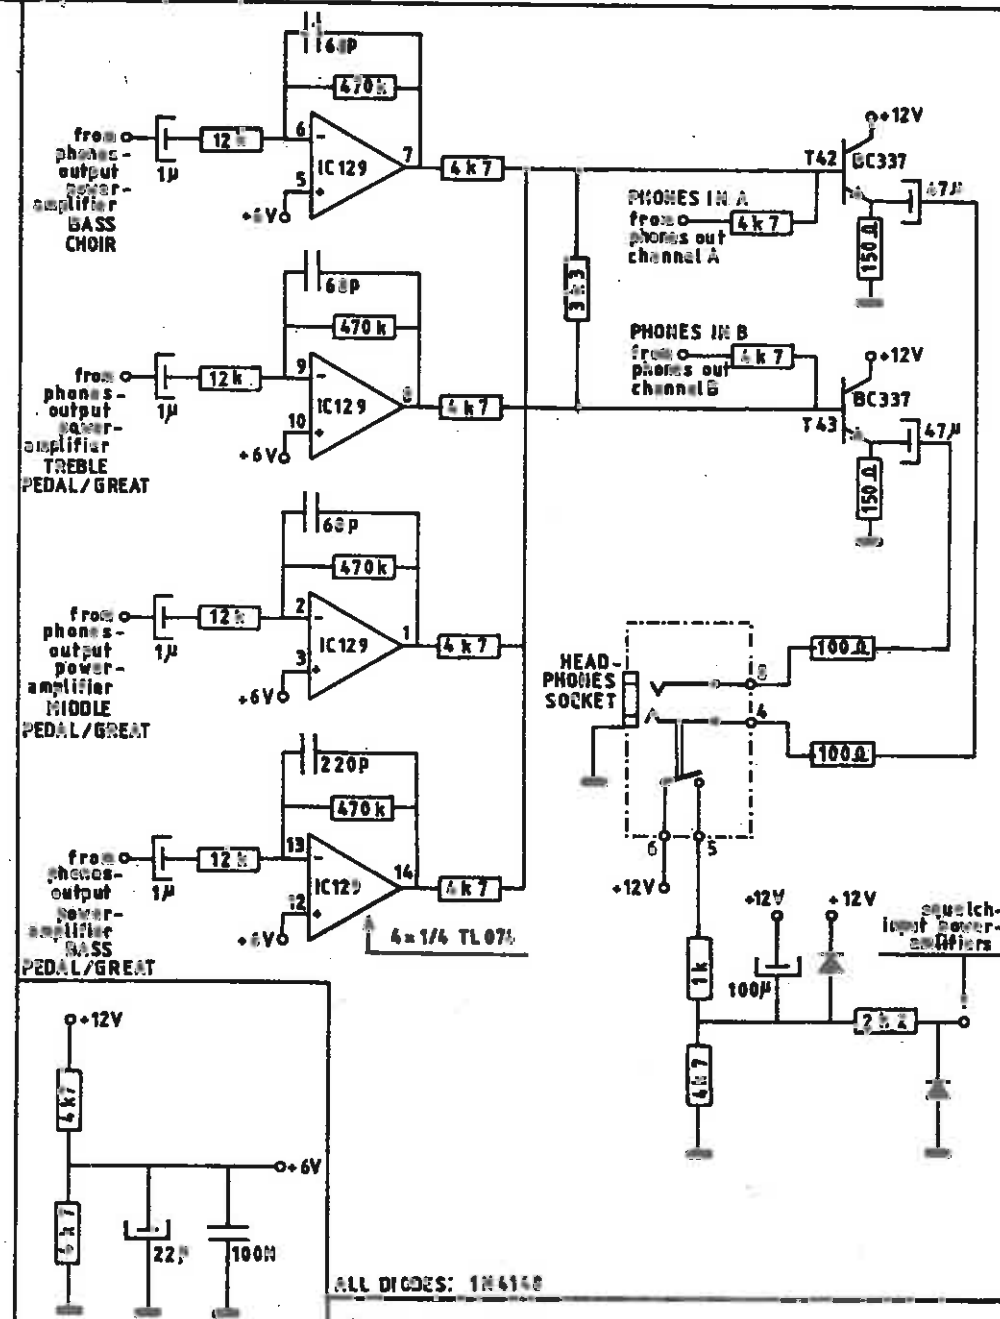 68p
470k
from
phones-
output
power-
amplifier
BASS
CHOIR
1µ
12k
6
5
+6V
IC129
7
4k7
T42
+12V
BC337
47µ
150Ω
PHONES IN A
from
phones out
channel A
4k7
3k3
68p
470k
from
phones-
output
power-
amplifier
TREBLE
PEDAL/GREAT
1µ
12k
9
10
+6V
IC129
8
4k7
PHONES IN B
from
phones out
channel B
4k7
+12V
BC337
T43
47µ
150Ω
68p
470k
from
phones-
output
power-
amplifier
MIDDLE
PEDAL/GREAT
1µ
12k
2
3
+6V
IC129
1
4k7
HEAD-
PHONES
SOCKET
100Ω
4
100Ω
6
5
+12V
220p
470k
from
phones-
output
power-
amplifier
BASS
PEDAL/GREAT
1µ
12k
13
12
+6V
IC129
14
4k7
4x1/4
+12V
+12V
squelch-
input power-
amplifiers
1k
100µ
2k2
4k7
+12V
4k7
+6V
4k7
22µ
100N
ALL DIODES: 1N4148